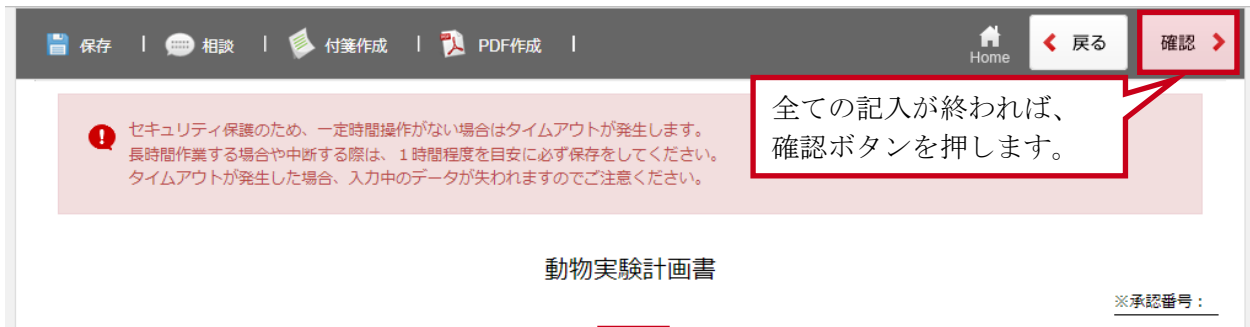 保存 | 相談 | 付箋作成 | PDF作成 |
Home
戻る
確認
全ての記入が終われば、
確認ボタンを押します。
セキュリティ保護のため、一定時間操作がない場合はタイムアウトが発生します。
長時間作業する場合や中断する際は、1時間程度を目安に必ず保存をしてください。
タイムアウトが発生した場合、入力中のデータが失われますのでご注意ください。
動物実験計画書
※承認番号：